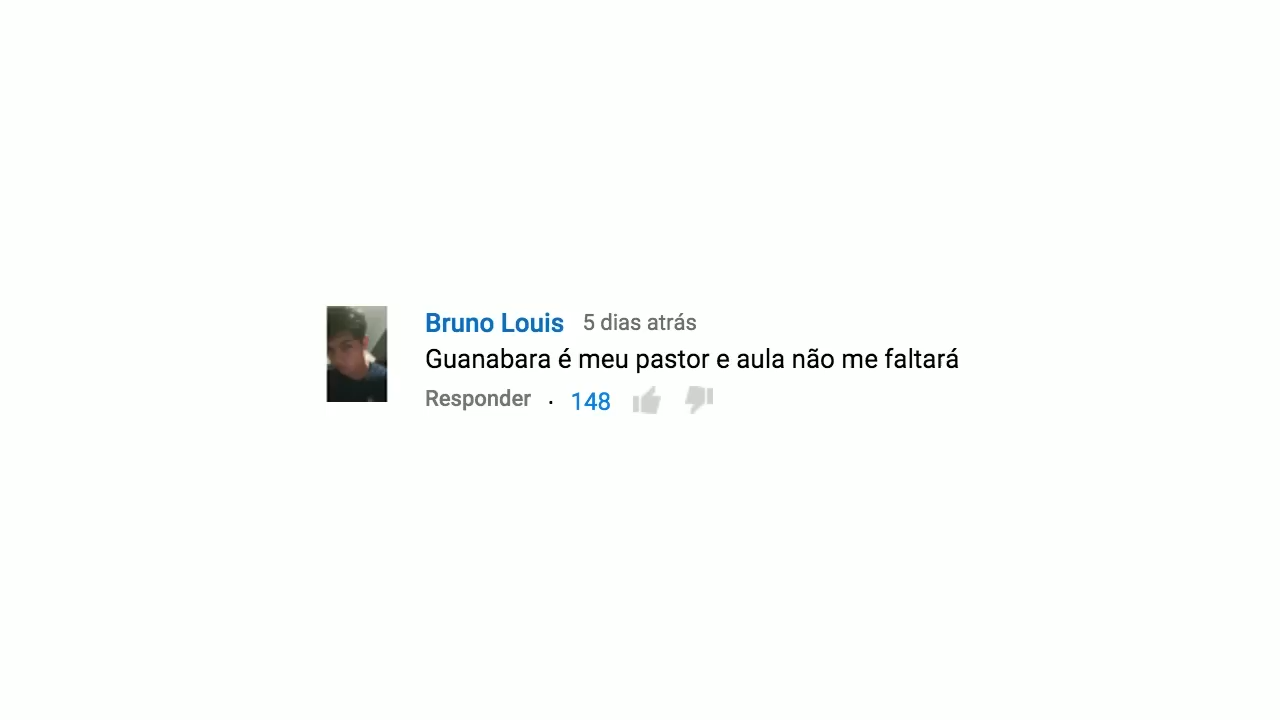 Bruno Louis 5 dias atrás
Guanabara é meu pastor e aula não me faltará
Responder · 148